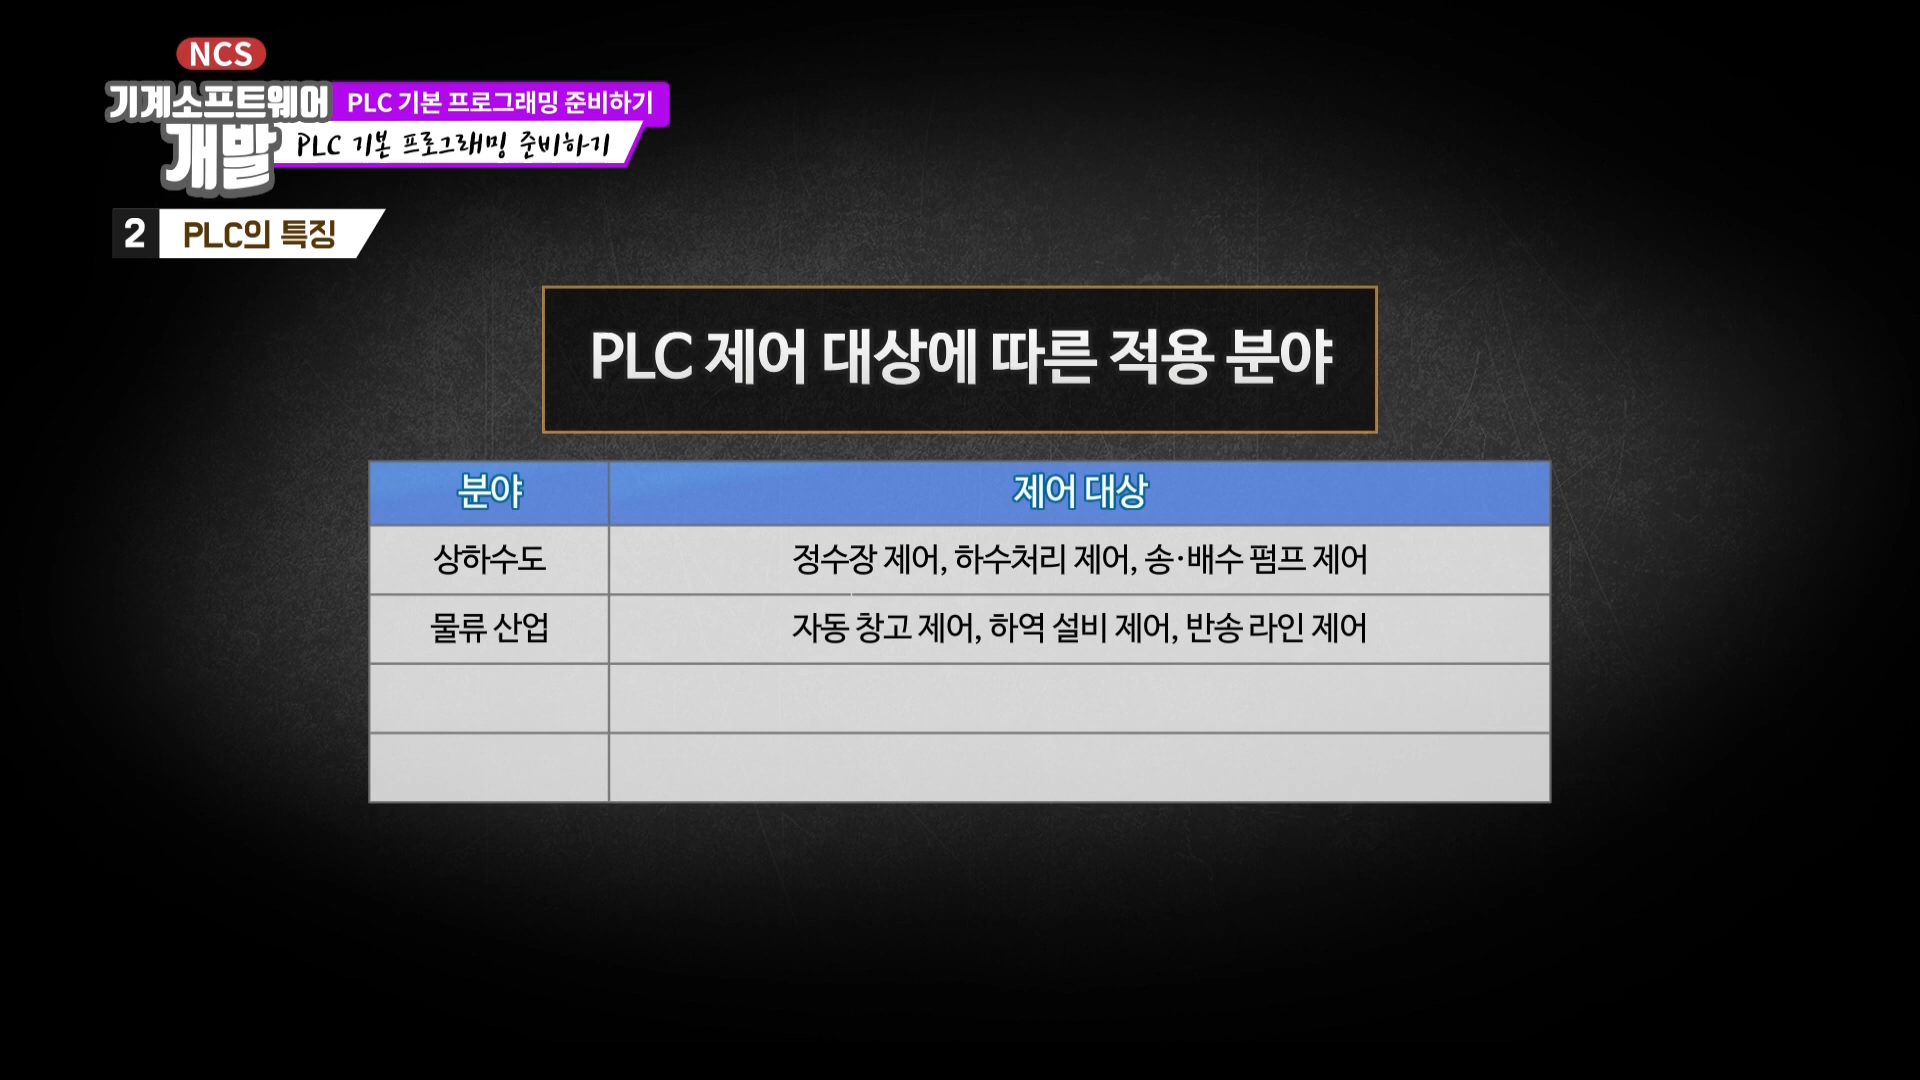 NCS
기계소프트웨어
개발
PLC 기본 프로그래밍 준비하기
PLC 기본 프로그래밍 준비하기
2 PLC의 특징
PLC 제어 대상에 따른 적용 분야
분야 제어 대상
상하수도 정수장 제어, 하수처리 제어, 송·배수 펌프 제어
물류 산업 자동 창고 제어, 하역 설비 제어, 반송 라인 제어